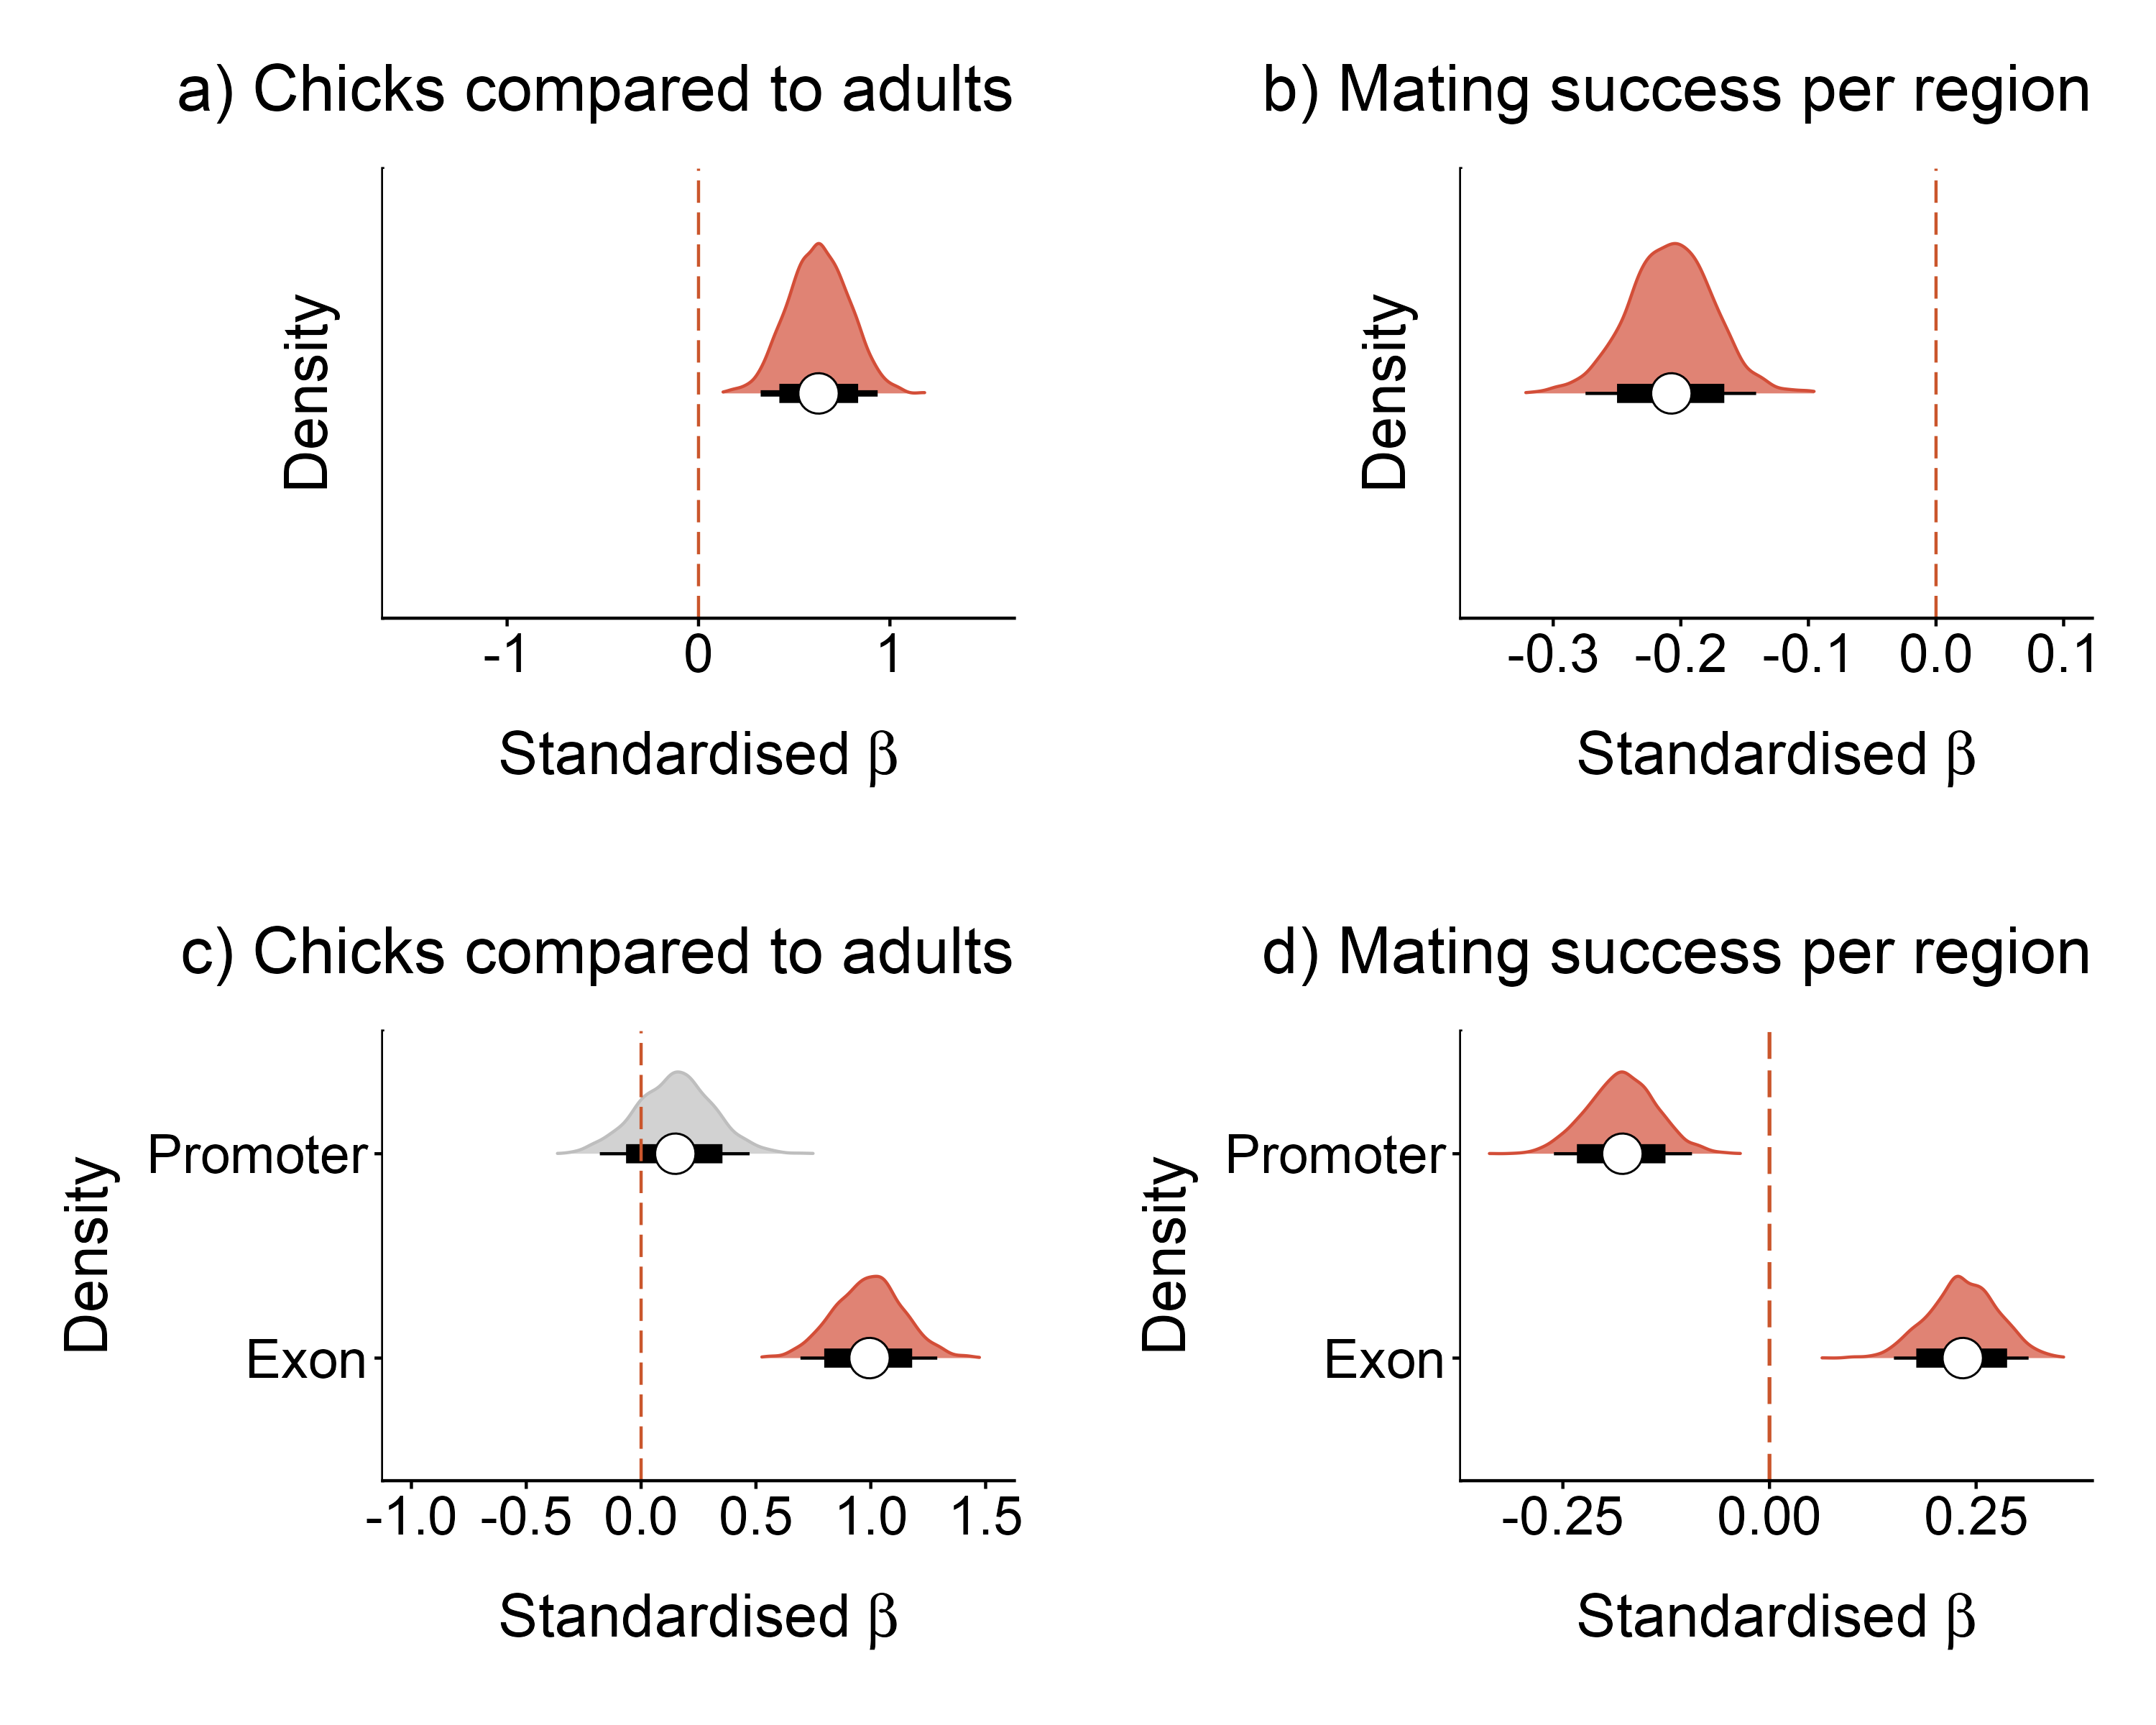 a) Chicks compared to adults
Density
-1 0 1
Standardised β
b) Mating success per region
Density
-0.3 -0.2 -0.1 0.0 0.1
Standardised β
c) Chicks compared to adults
Density
Promoter
Exon
-1.0 -0.5 0.0 0.5 1.0 1.5
Standardised β
d) Mating success per region
Density
Promoter
Exon
-0.25 0.00 0.25
Standardised β